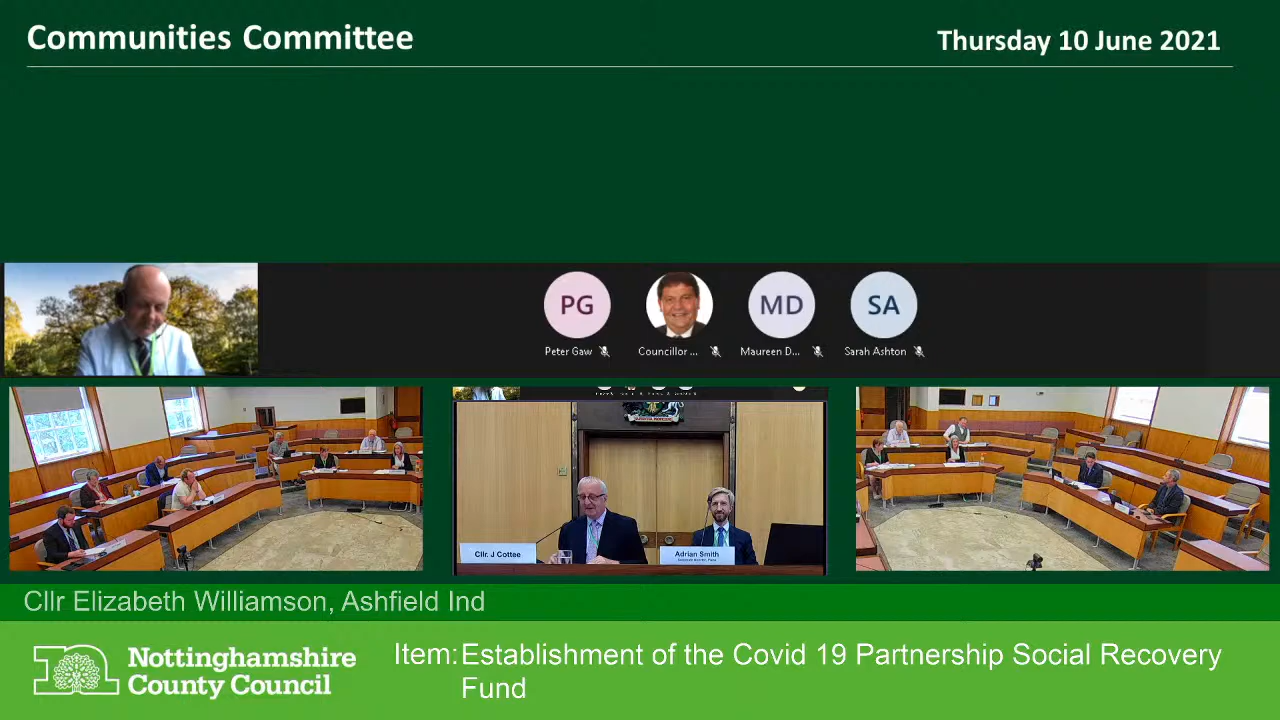 Communities Committee
Thursday 10 June 2021
PG
MD
SA
Peter Gaw
Councillor ...
Maureen D...
Sarah Ashton
Cllr. J Cottee
Adrian Smith
Cllr Elizabeth Williamson, Ashfield Ind
Nottinghamshire
County Council
Item: Establishment of the Covid 19 Partnership Social Recovery
Fund